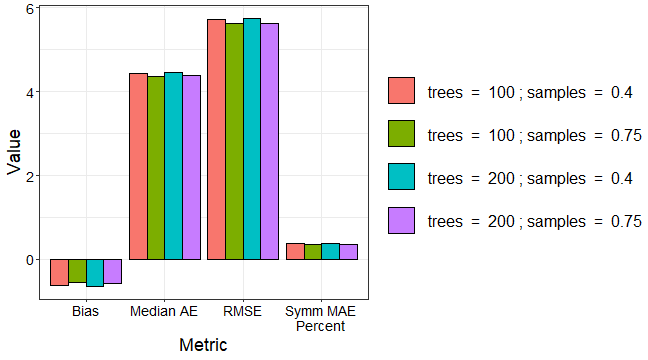 6
4
2
0
Value
Bias
Median AE
RMSE
Symm MAE
Percent
Metric
trees = 100 ; samples = 0.4
trees = 100 ; samples = 0.75
trees = 200 ; samples = 0.4
trees = 200 ; samples = 0.75